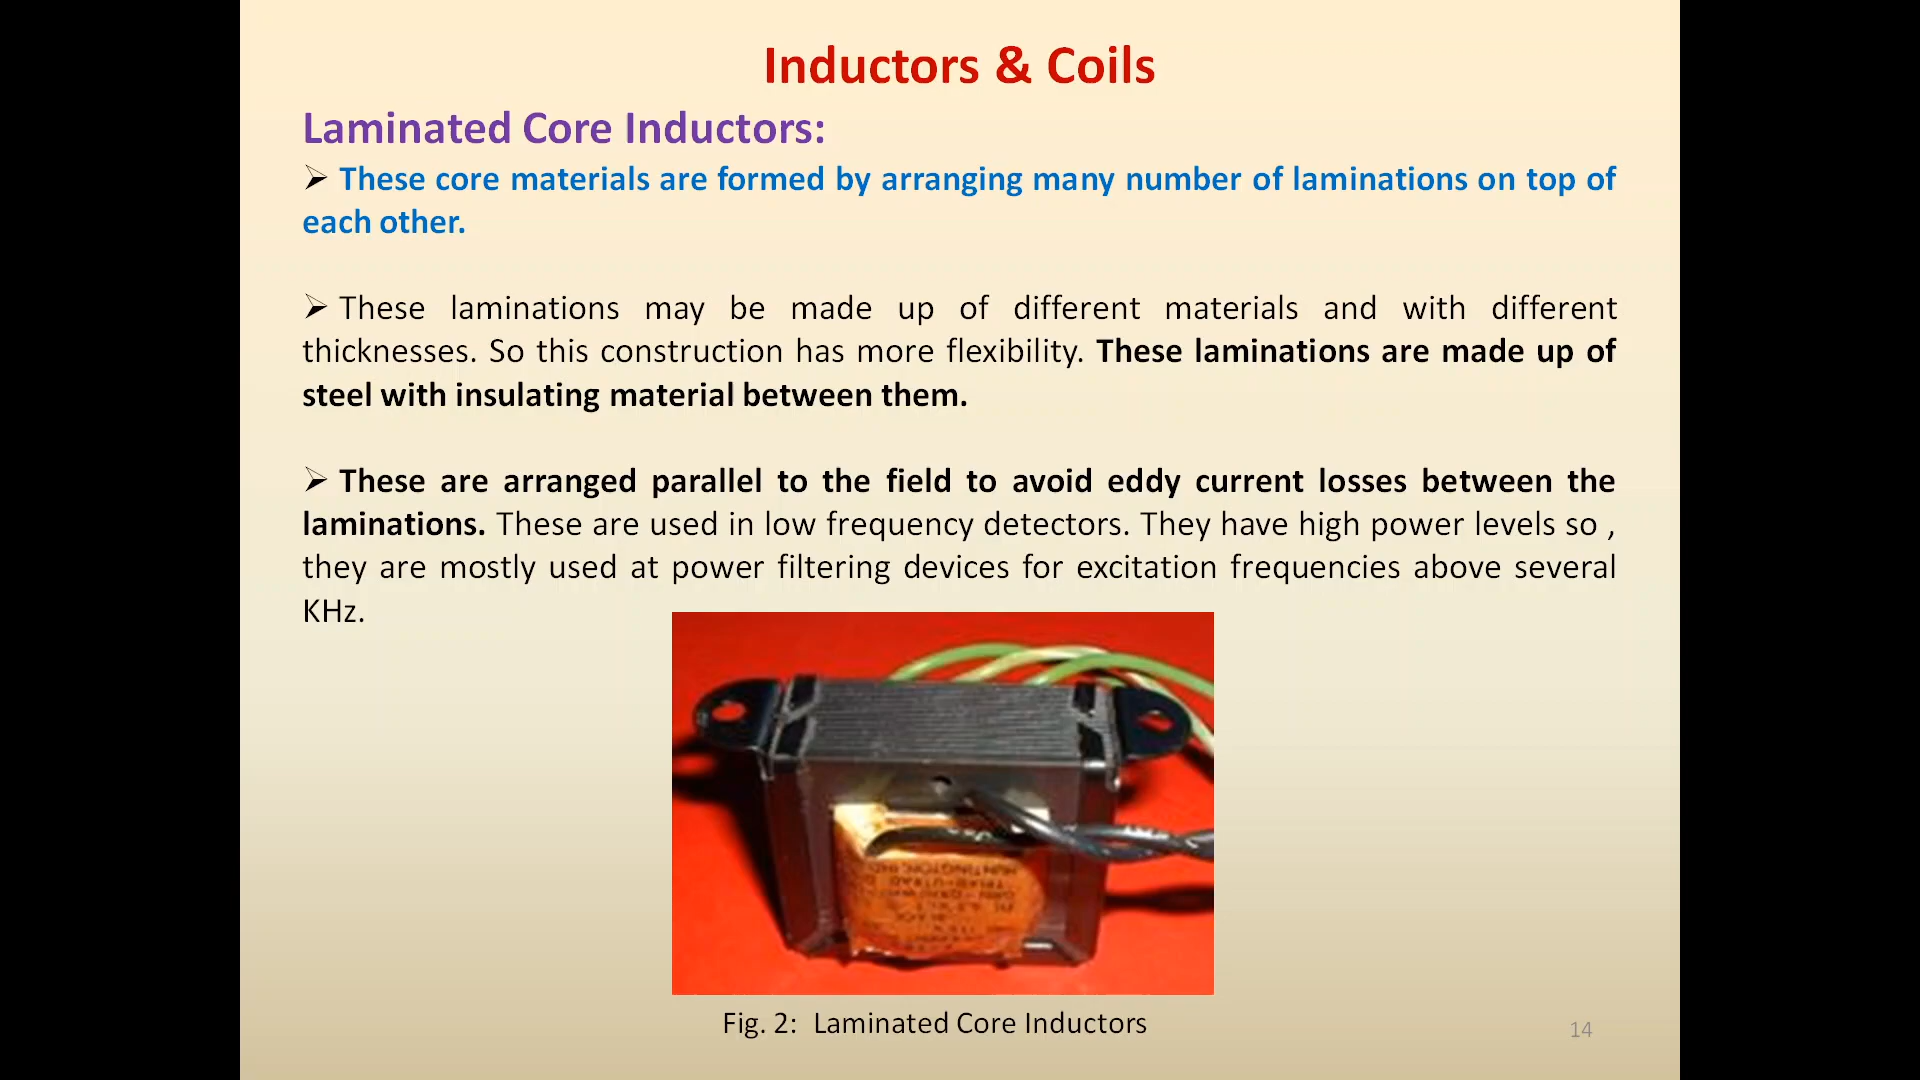 Inductors & Coils
Laminated Core Inductors:
➢ These core materials are formed by arranging many number of laminations on top of
each other.
➢ These laminations may be made up of different materials and with different
thicknesses. So this construction has more flexibility. These laminations are made up of
steel with insulating material between them.
➢ These are arranged parallel to the field to avoid eddy current losses between the
laminations. These are used in low frequency detectors. They have high power levels so ,
they are mostly used at power filtering devices for excitation frequencies above several
KHz.
Fig. 2: Laminated Core Inductors
14